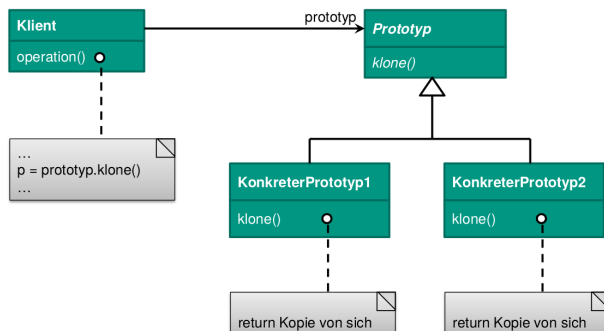 Klient
operation()
prototyp
Prototyp
klone()
…
p = prototyp.klone()
…
KonkreterPrototyp1
klone()
KonkreterPrototyp2
klone()
return Kopie von sich
return Kopie von sich